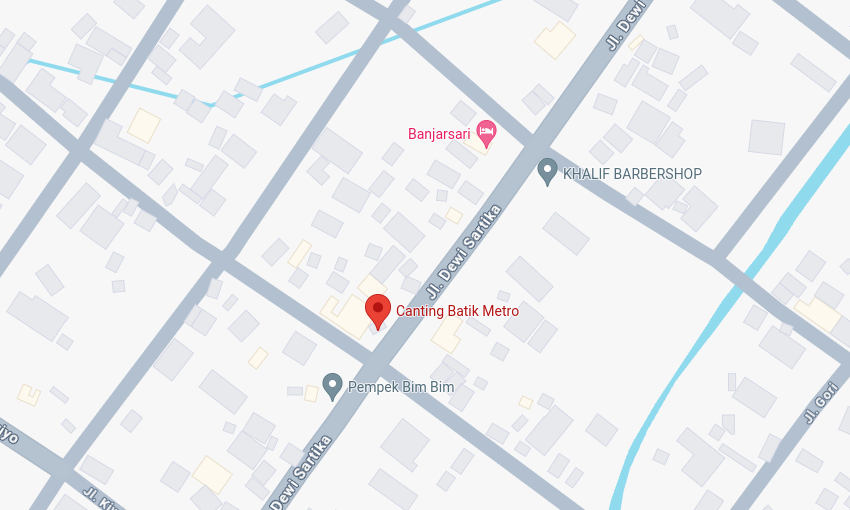 Jl. Dewi
Banjarsari
KHALIF BARBERSHOP
Jl. Dewi Sartika
Canting Batik Metro
Pempek Bim Bim
Jl. Gori
Dewi Sartika